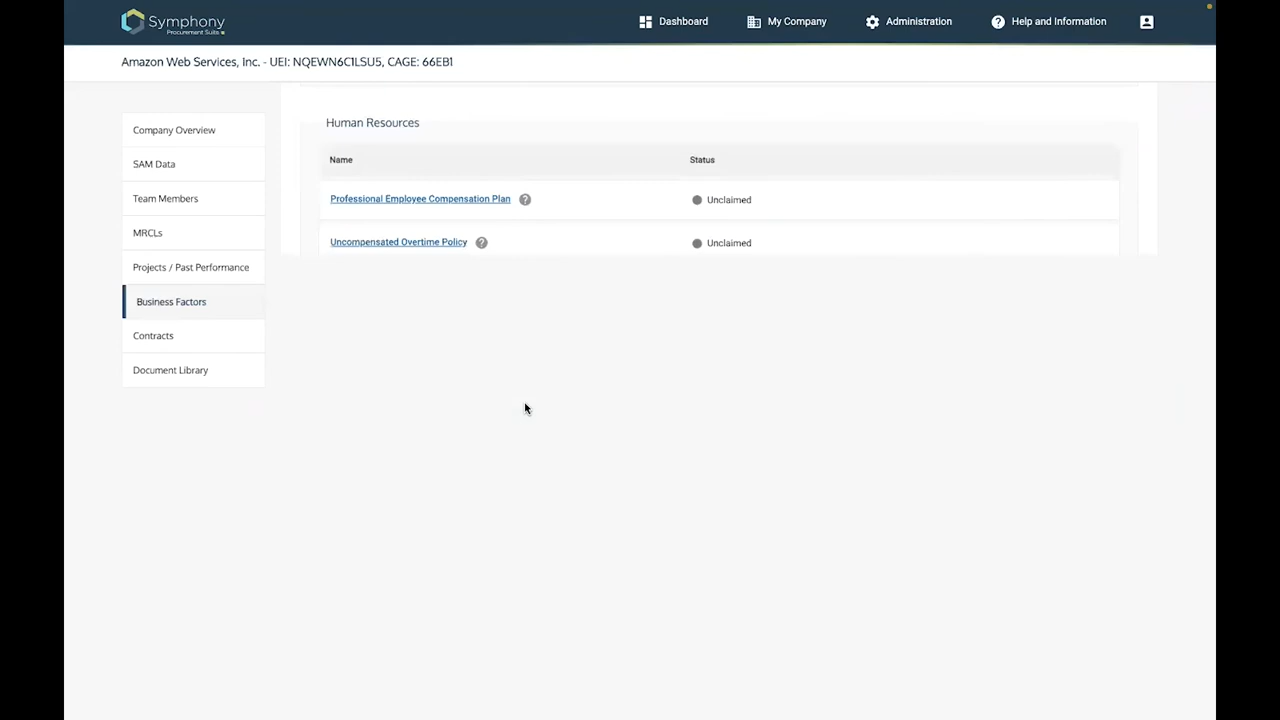 Symphony
Procurement Suite
Dashboard
My Company
Administration
Help and Information
Amazon Web Services, Inc. - UEI: NQEWN6C1LSU5, CAGE: 66EB1
Company Overview
SAM Data
Team Members
MRCLs
Projects / Past Performance
Business Factors
Contracts
Document Library
Human Resources
Name Status
Professional Employee Compensation Plan ? Unclaimed
Uncompensated Overtime Policy ? Unclaimed